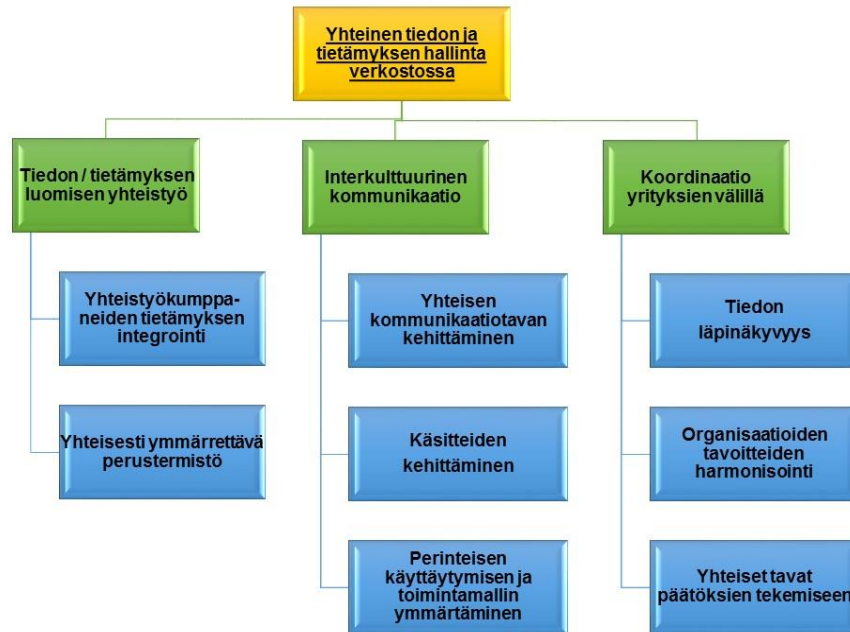 Yhteinen tiedon ja
tietämyksen hallinta
verkostossa
Tiedon / tietämyksen
luomisen yhteistyö
Yhteistyökumppa-
neiden tietämyksen
integrointi
Yhteisesti ymmärrettävä
perustermistö
Interkulttuurinen
kommunikaatio
Yhteisen
kommunikaatiotavan
kehittäminen
Käsitteiden
kehittäminen
Perinteisen
käyttäytymisen ja
toimintamallin
ymmärtäminen
Koordinaatio
yrityksien välillä
Tiedon
läpinäkyvyys
Organisaatioiden
tavoitteiden
harmonisointi
Yhteiset tavat
päätöksien tekemiseen